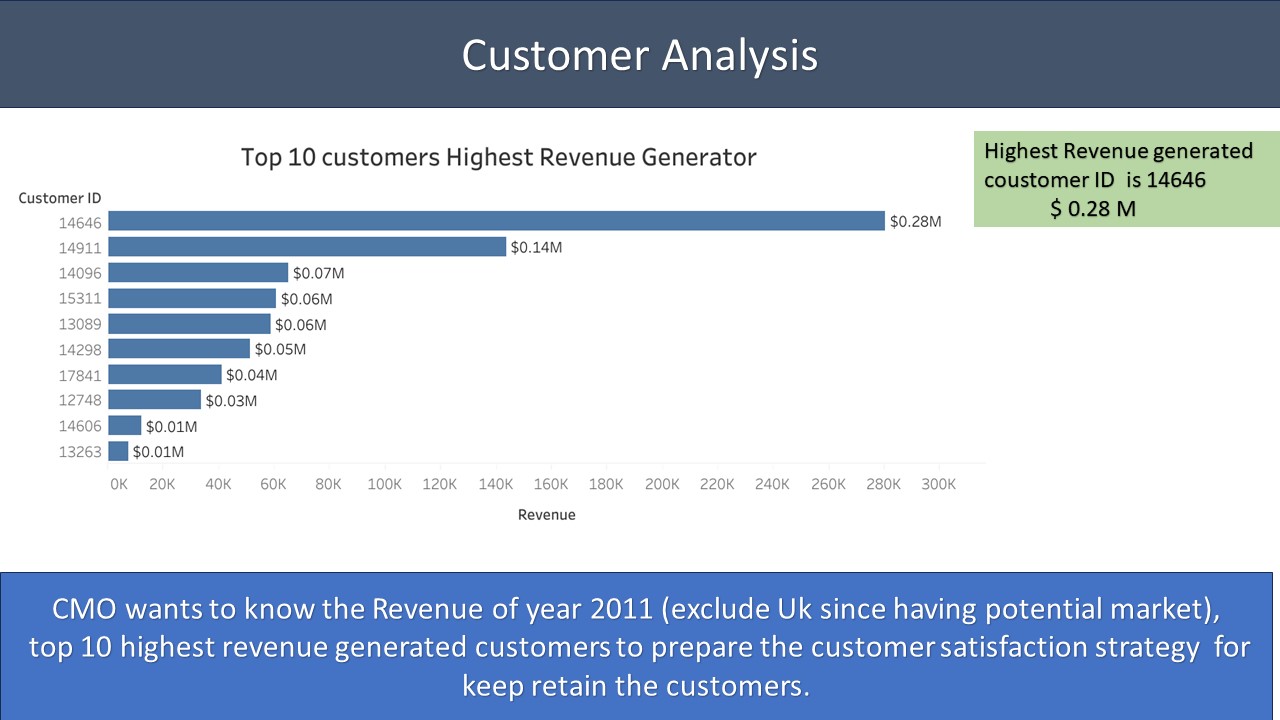 Customer Analysis
Top 10 customers Highest Revenue Generator
Highest Revenue generated
coustomer ID is 14646
$ 0.28 M
Customer ID
14646 $0.28M
14911 $0.14M
14096 $0.07M
15311 $0.06M
13089 $0.06M
14298 $0.05M
17841 $0.04M
12748 $0.03M
14606 $0.01M
13263 $0.01M
0K 20K 40K 60K 80K 100K 120K 140K 160K 180K 200K 220K 240K 260K 280K 300K
Revenue
CMO wants to know the Revenue of year 2011 (exclude Uk since having potential market),
top 10 highest revenue generated customers to prepare the customer satisfaction strategy for
keep retain the customers.